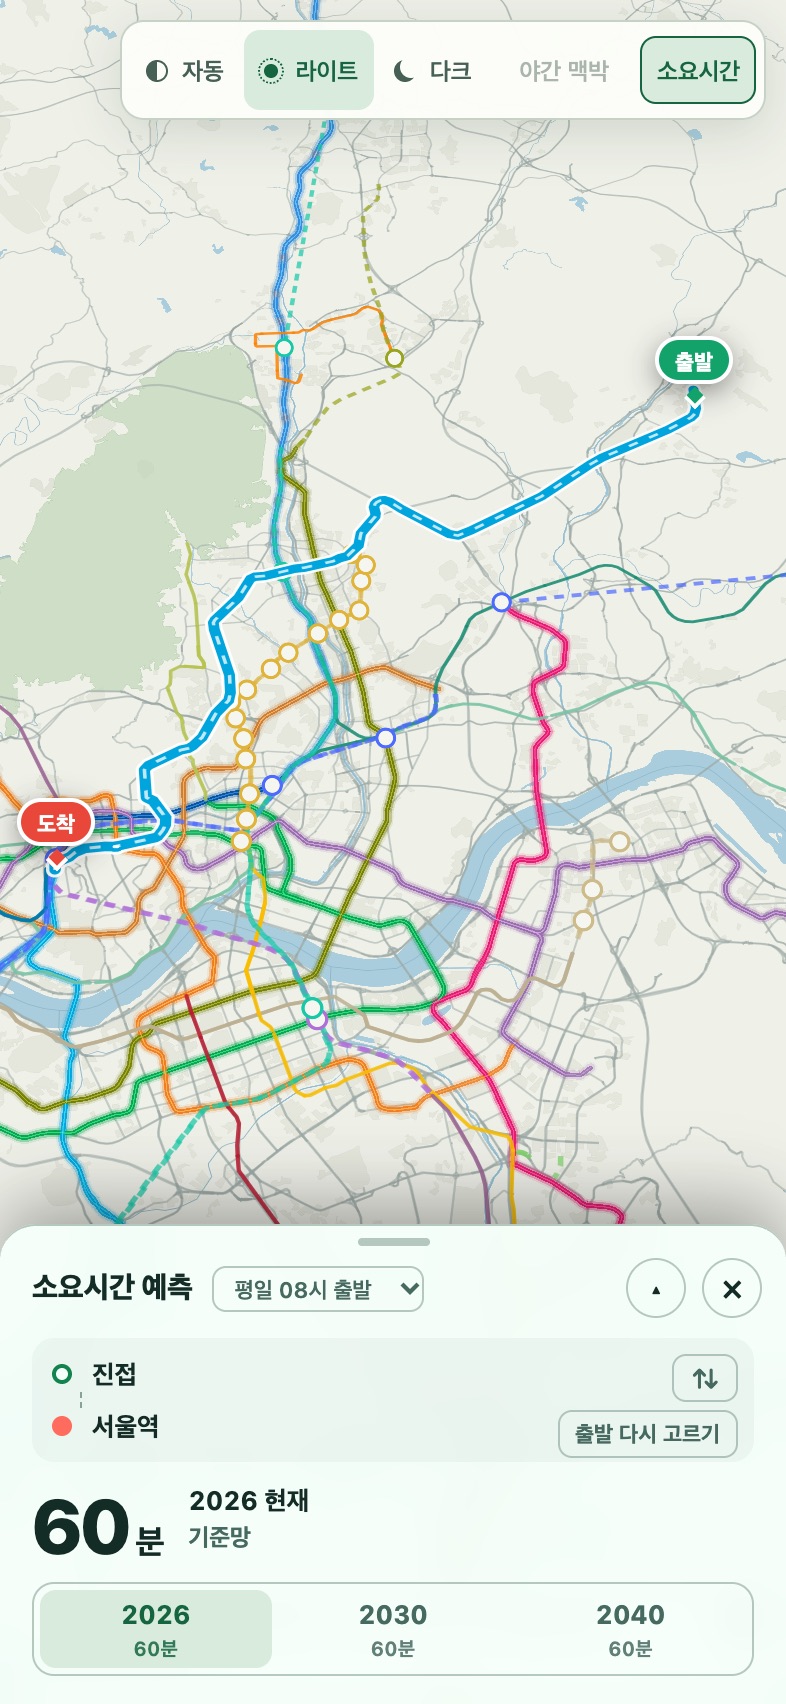 자동
라이트
다크
야간 맥박
소요시간
출발
도착
소요시간 예측
평일 08시 출발
진접
서울역
출발 다시 고르기
60분
2026 현재
기준망
2026
60분
2030
60분
2040
60분